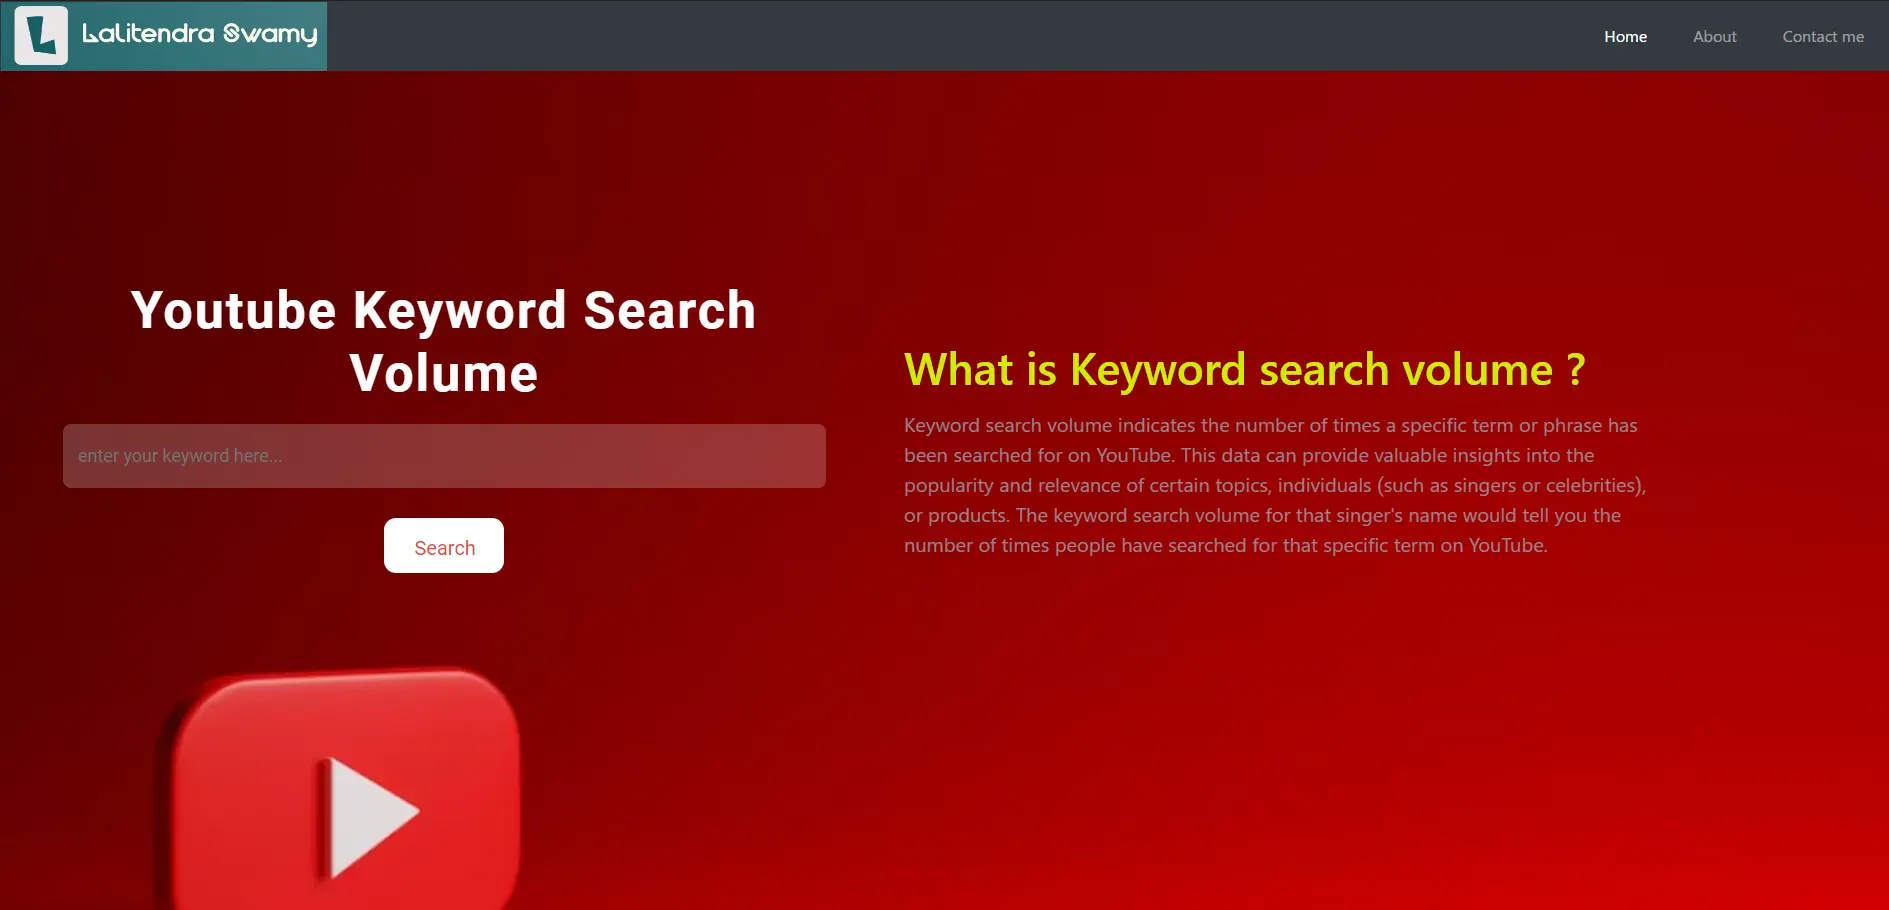 Lalitendra Swamy
Home
About
Contact me
Youtube Keyword Search
Volume
enter your keyword here...
Search
What is Keyword search volume ?
Keyword search volume indicates the number of times a specific term or phrase has
been searched for on YouTube. This data can provide valuable insights into the
popularity and relevance of certain topics, individuals (such as singers or celebrities),
or products. The keyword search volume for that singer's name would tell you the
number of times people have searched for that specific term on YouTube.